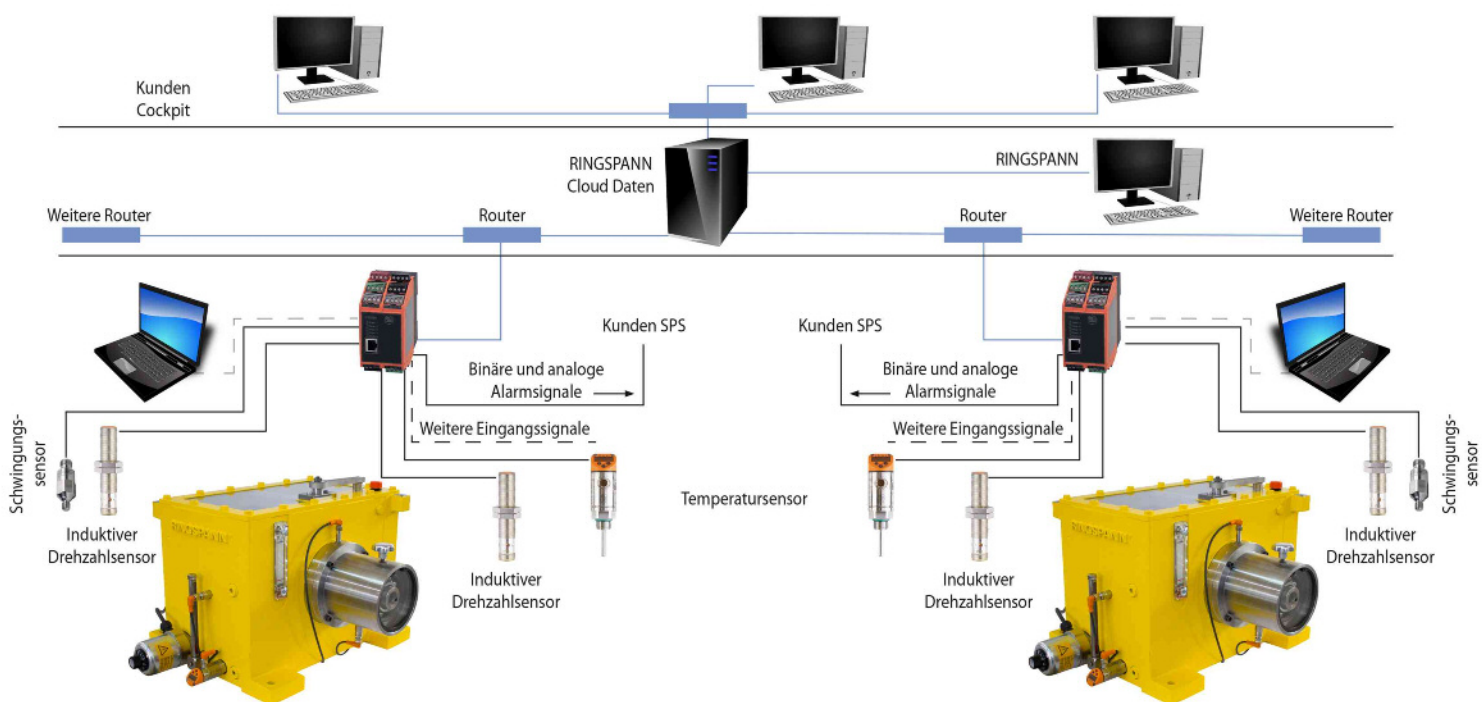 Kunden
Cockpit
RINGSPANN
Cloud Daten
RINGSPANN
Weitere Router
Router
Router
Weitere Router
Kunden SPS
Kunden SPS
Binäre und analoge
Alarmsignale
Binäre und analoge
Alarmsignale
Weitere Eingangssignale
Weitere Eingangssignale
Schwingungs-
sensor
Schwingungs-
sensor
Temperatursensor
Induktiver
Drehzahlsensor
Induktiver
Drehzahlsensor
Induktiver
Drehzahlsensor
Induktiver
Drehzahlsensor
RINGSPANN
RINGSPANN